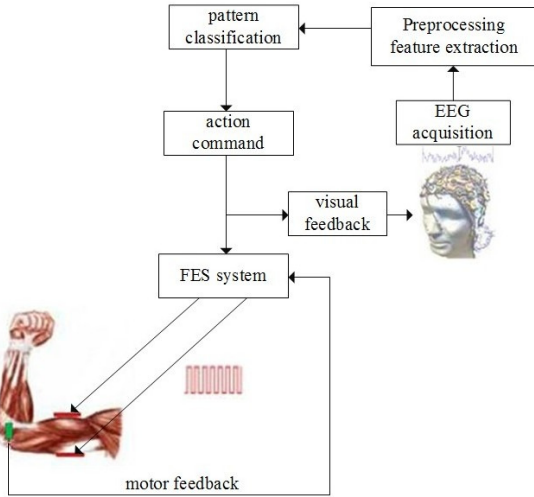 pattern
classification
Preprocessing
feature extraction
EEG
acquisition
action
command
visual
feedback
FES system
motor feedback